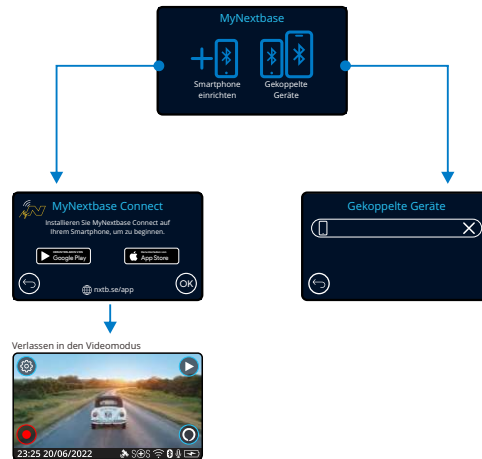 MyNextbase
Smartphone
einrichten
Gekoppelte
Geräte
MyNextbase Connect
Installieren Sie MyNextbase Connect auf
Ihrem Smartphone, um zu beginnen.
Google Play
App Store
nxtb.se/app
OK
Gekoppelte Geräte
Verlassen in den Videomodus
23:25 20/06/2022
SOS